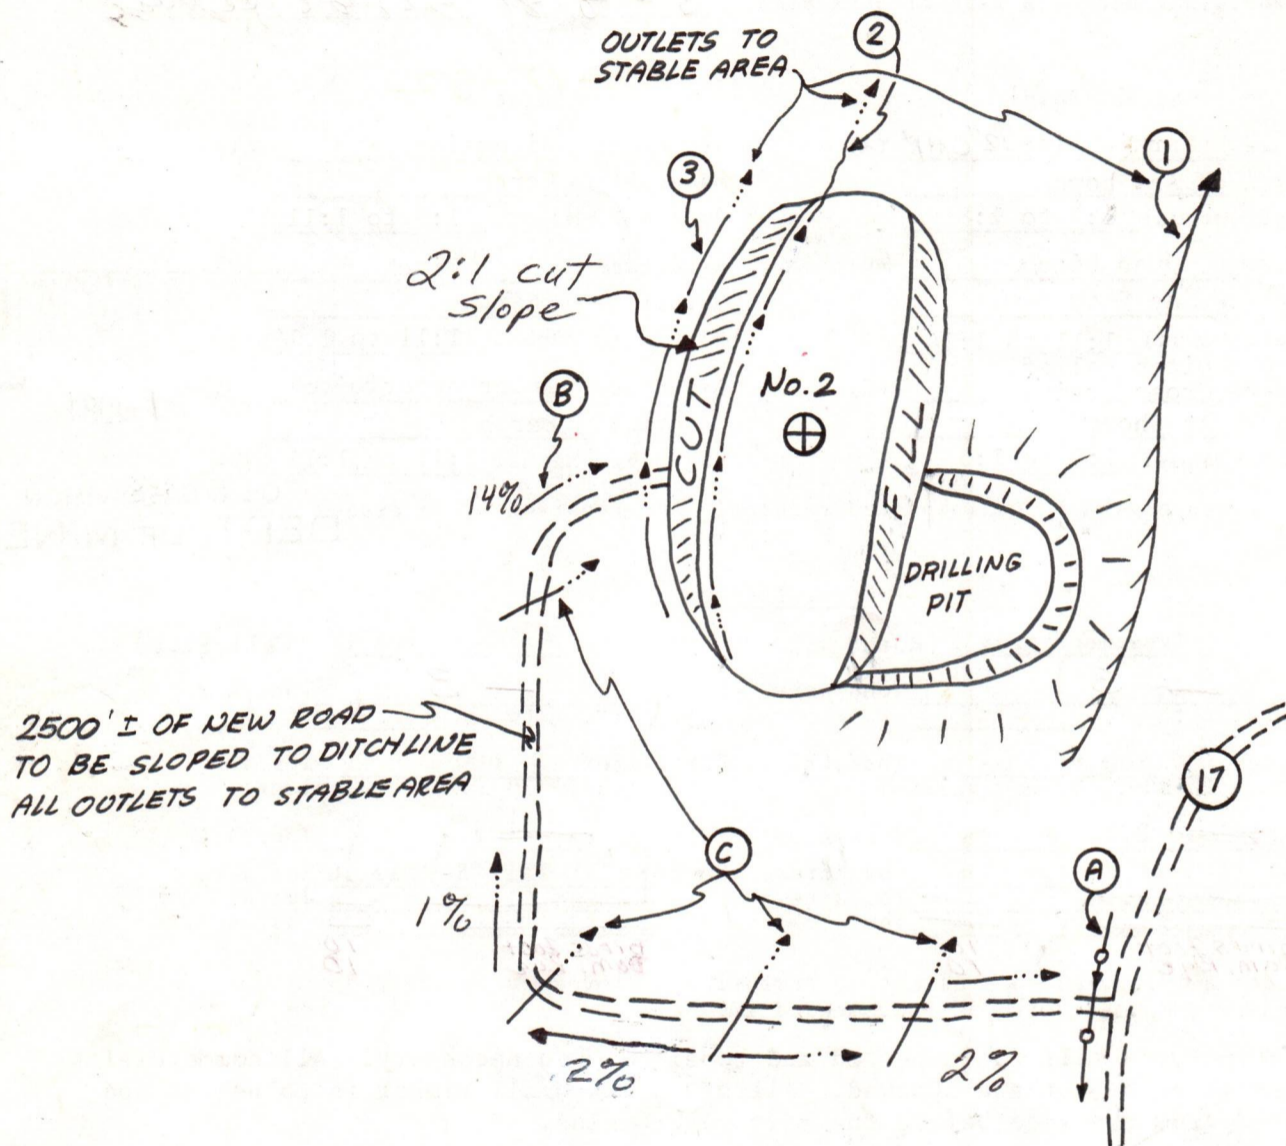 OUTLETS TO
STABLE AREA
2
1
3
2:1 cut
slope
B
No.2
CUT
FILL
14%
DRILLING
PIT
2500'± OF NEW ROAD
TO BE SLOPED TO DITCHLINE
ALL OUTLETS TO STABLE AREA
17
C
A
1%
2%
2%